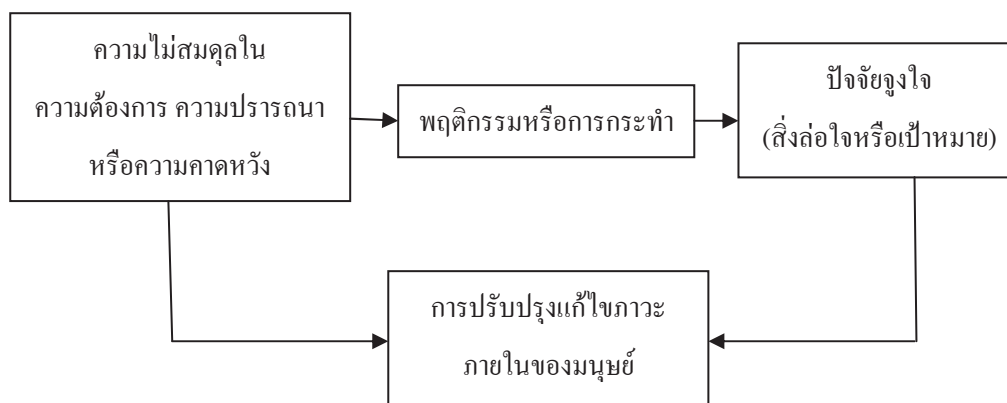 ความไม่สมดุลใน
ความต้องการ ความปรารถนา
หรือความคาดหวัง
พฤติกรรมหรือการกระทำ
ปัจจัยจูงใจ
(สิ่งล่อใจหรือเป้าหมาย)
การปรับปรุงแก้ไขภาวะ
ภายในของมนุษย์